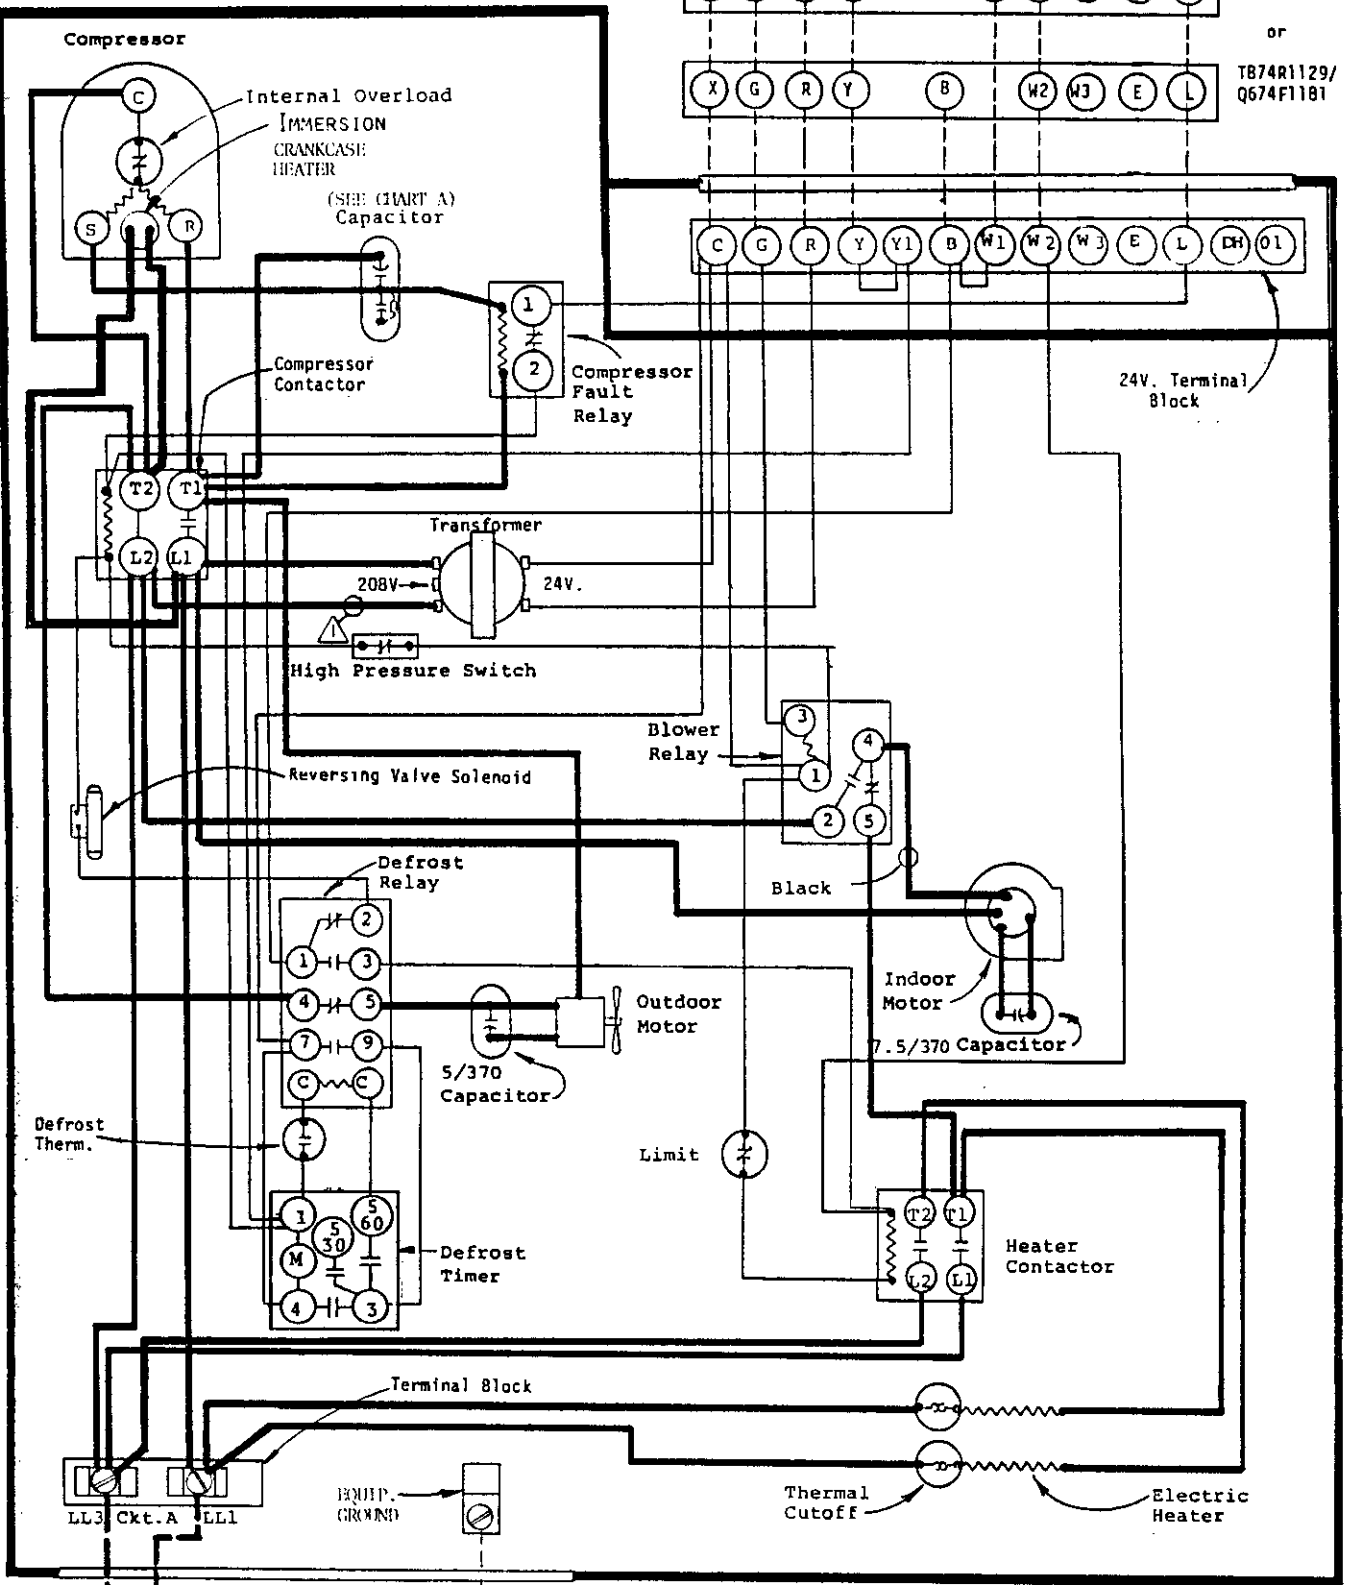 Compressor
or
TB74R1129/
Q674F1181
X G R Y B W2 W3 E L
C
Internal Overload
IMMERSION
CRANKCASE
HEATER
(SEE CHART A)
Capacitor
S R
C G R Y Y1 B W1 W2 W3 E L DH O1
1
2
Compressor
Fault
Relay
Compressor
Contactor
24V. Terminal
Block
T2 T1
L2 L1
Transformer
208V
24V.
1
High Pressure Switch
Blower
Relay
3
4
1
2 5
Reversing Valve Solenoid
Defrost
Relay
Black
2
1 3
4 5
7 9
C C
Outdoor
Motor
Indoor
Motor
5/370
Capacitor
7.5/370 Capacitor
Defrost
Therm.
Limit
1
S
30
S
60
M
4 3
Defrost
Timer
T2 T1
L2 L1
Heater
Contactor
Terminal Block
LL3 Ckt.A LL1
EQUIP.
GROUND
Thermal
Cutoff
Electric
Heater